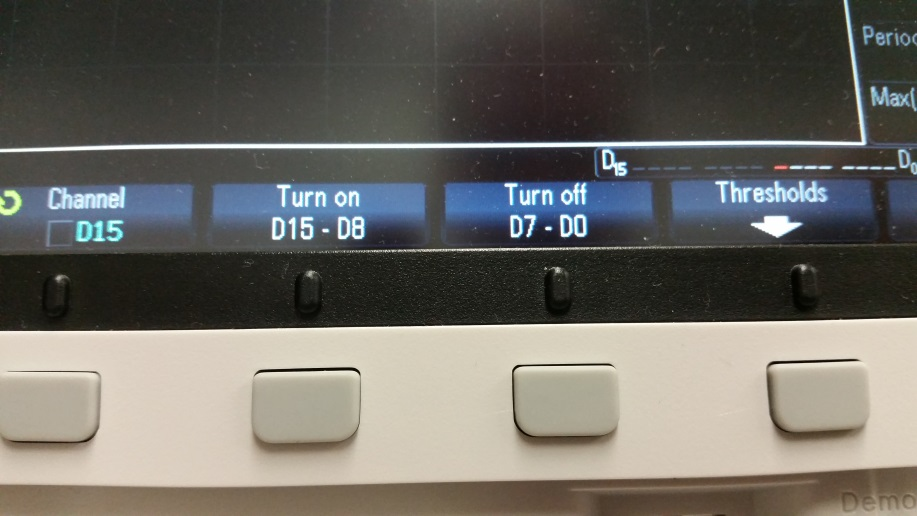 Period
Max(
D15
D0
Channel
D15
Turn on
D15 - D8
Turn off
D7 - D0
Thresholds
Demo